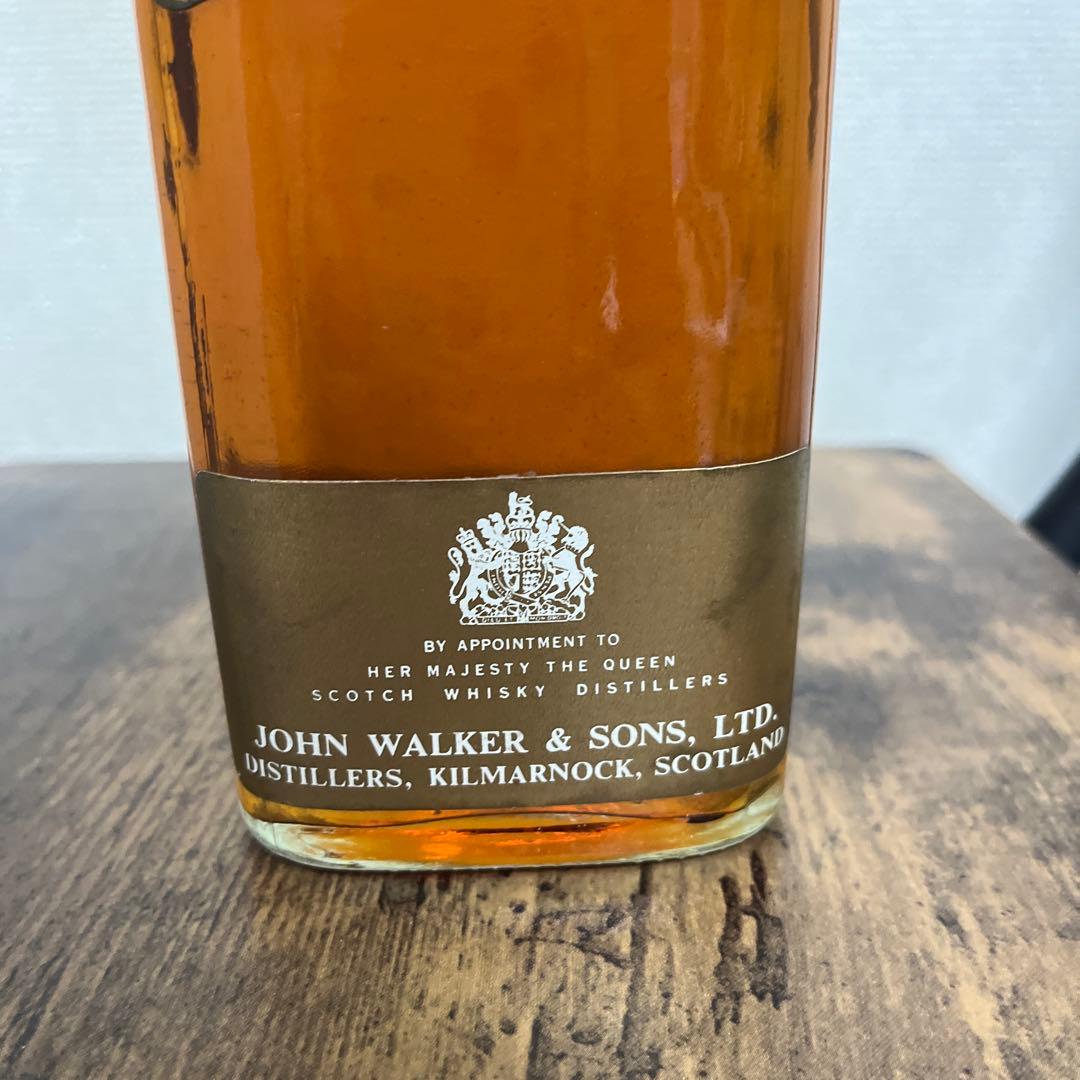 BY APPOINTMENT TO
HER MAJESTY THE QUEEN
SCOTCH WHISKY DISTILLERS
JOHN WALKER & SONS, LTD.
DISTILLERS, KILMARNOCK, SCOTLAND